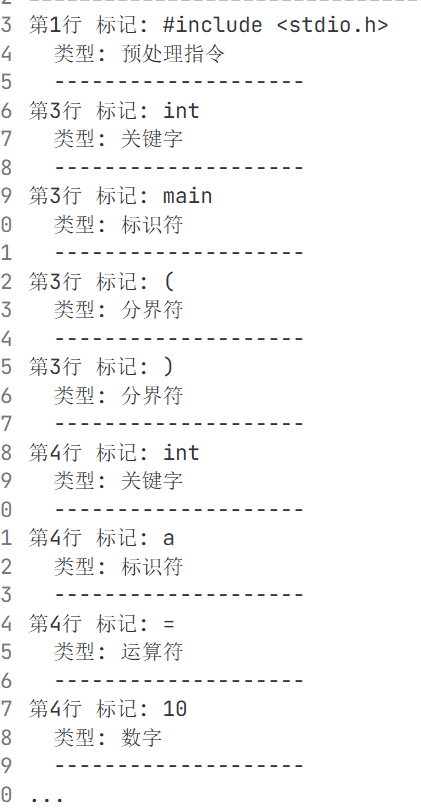 3 第1行 标记: #include <stdio.h>
4   类型: 预处理指令
5   --------------------
6 第3行 标记: int
7   类型: 关键字
8   --------------------
9 第3行 标记: main
0   类型: 标识符
1   --------------------
2 第3行 标记: (
3   类型: 分界符
4   --------------------
5 第3行 标记: )
6   类型: 分界符
7   --------------------
8 第4行 标记: int
9   类型: 关键字
0   --------------------
1 第4行 标记: a
2   类型: 标识符
3   --------------------
4 第4行 标记: =
5   类型: 运算符
6   --------------------
7 第4行 标记: 10
8   类型: 数字
9   --------------------
0 ...